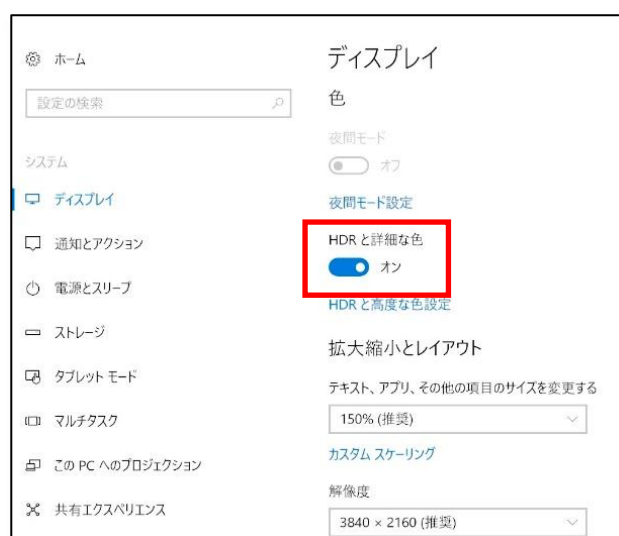 ホーム
設定の検索
システム
ディスプレイ
通知とアクション
電源とスリープ
ストレージ
タブレット モード
マルチタスク
この PC へのプロジェクション
共有エクスペリエンス
ディスプレイ
色
夜間モード
オフ
夜間モード設定
HDR と詳細な色
オン
HDR と高度な色設定
拡大縮小とレイアウト
テキスト、アプリ、その他の項目のサイズを変更する
150% (推奨)
カスタム スケーリング
解像度
3840 × 2160 (推奨)